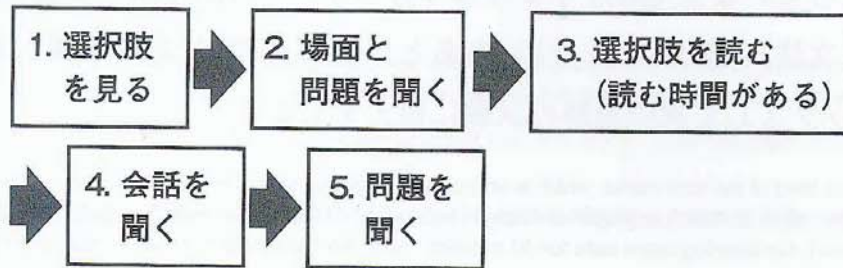 1. 選択肢
を見る
2. 場面と
問題を聞く
3. 選択肢を読む
（読む時間がある）
4. 会話を
聞く
5. 問題を
聞く